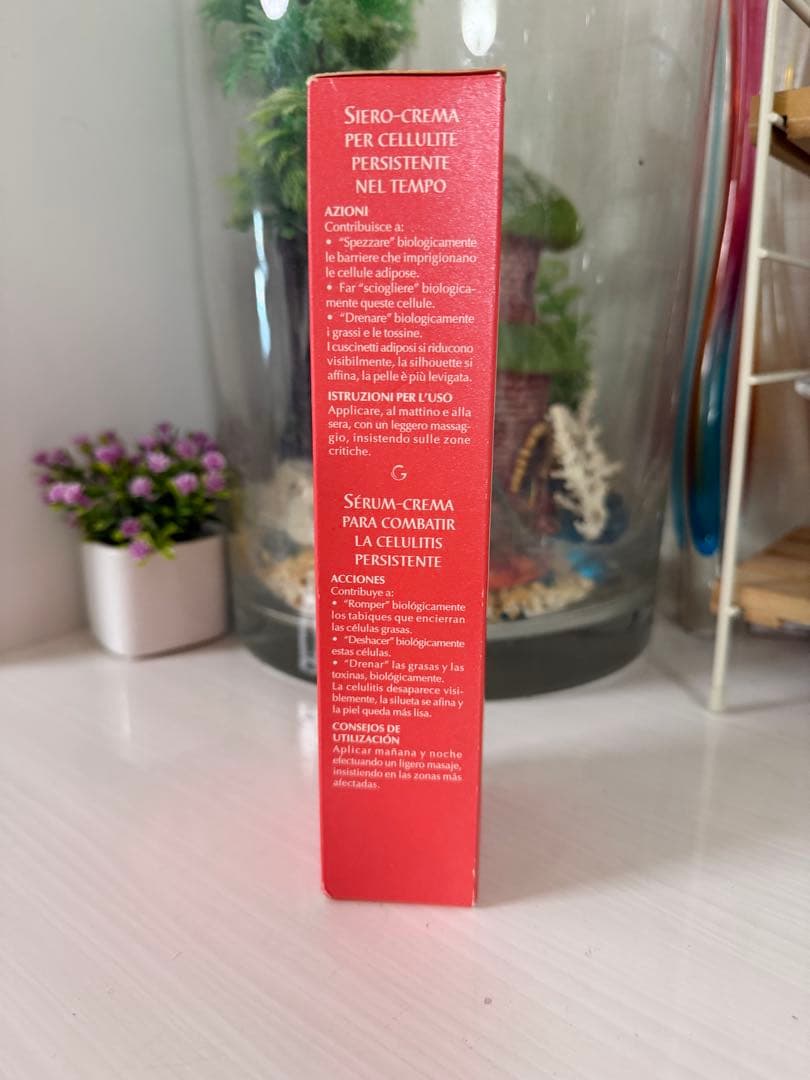 SIERO-CREMA
PER CELLULITE
PERSISTENTE
NEL TEMPO
AZIONI
Contribuisce a:
• “Spezzare” biologicamente
le barriere che imprigionano
le cellule adipose.
• Far “sciogliere” biologica-
mente queste cellule.
• “Drenare” biologicamente
i grassi e le tossine.
I cuscinetti adiposi si riducono
visibilmente, la silhouette si
affina, la pelle è più levigata.
ISTRUZIONI PER L’USO
Applicare, al mattino e alla
sera, con un leggero massag-
gio, insistendo sulle zone
critiche.
G
SÉRUM-CREMA
PARA COMBATIR
LA CELULITIS
PERSISTENTE
ACCIONES
Contribuye a:
• “Romper” biológicamente
los tabiques que encierran
las células grasas.
• “Deshacer” biológicamente
estas células.
• “Drenar” las grasas y las
toxinas, biológicamente.
La celulitis desaparece visi-
blemente, la silueta se afina y
la piel queda más lisa.
CONSEJOS DE
UTILIZACIÓN
Aplicar mañana y noche
efectuando un ligero masaje,
insistiendo en las zonas más
afectadas.